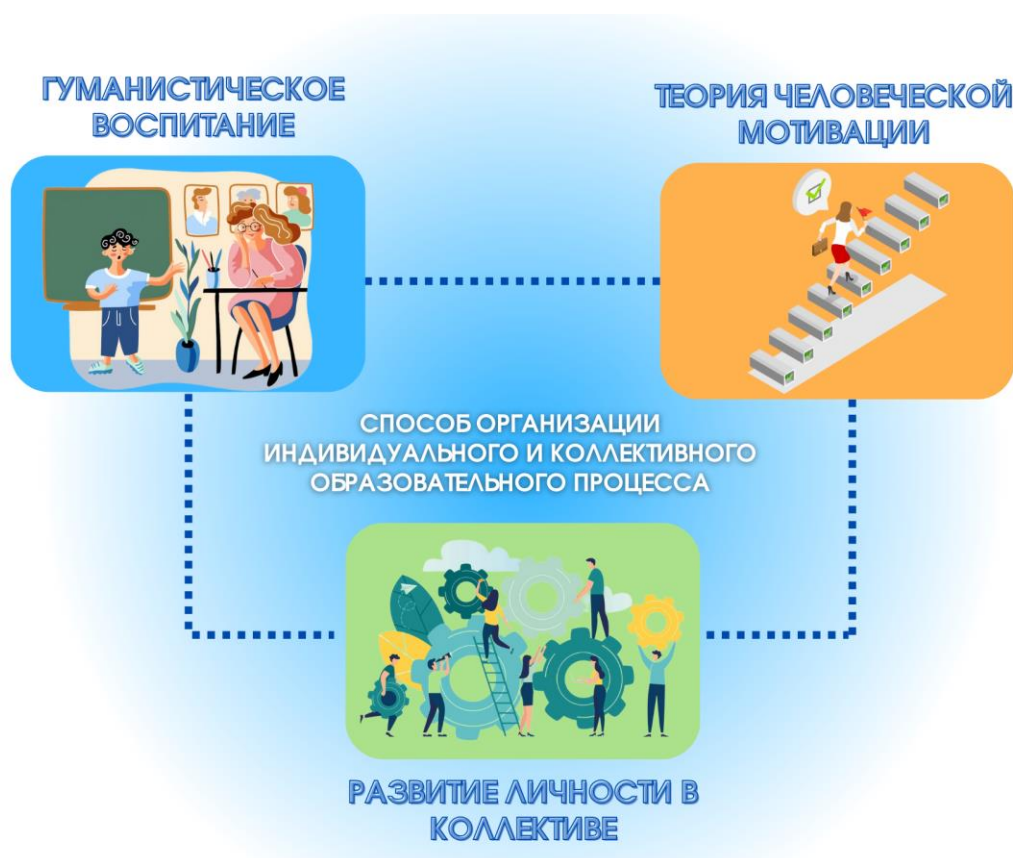 ГУМАНИСТИЧЕСКОЕ
ВОСПИТАНИЕ
ТЕОРИЯ ЧЕЛОВЕЧЕСКОЙ
МОТИВАЦИИ
СПОСОБ ОРГАНИЗАЦИИ
ИНДИВИДУАЛЬНОГО И КОЛЛЕКТИВНОГО
ОБРАЗОВАТЕЛЬНОГО ПРОЦЕССА
РАЗВИТИЕ ЛИЧНОСТИ В
КОЛЛЕКТИВЕ